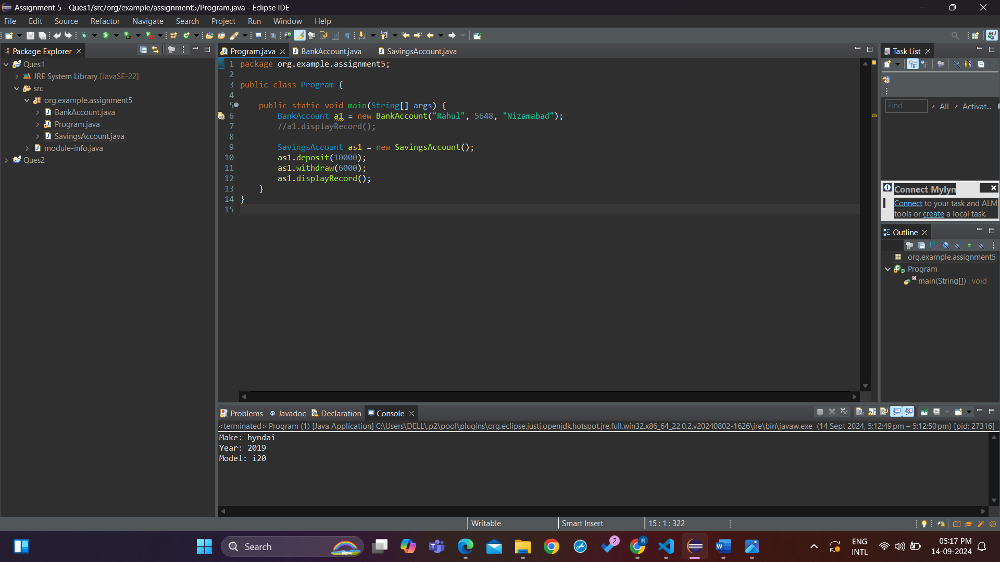 Assignment 5 - Ques1/src/org/example/assignment5/Program.java - Eclipse IDE
File Edit Source Refactor Navigate Search Project Run Window Help
Package Explorer
Ques1
JRE System Library [JavaSE-22]
src
org.example.assignment5
BankAccount.java
Program.java
SavingsAccount.java
module-info.java
Ques2
Program.java BankAccount.java SavingsAccount.java
1 package org.example.assignment5;
2
3 public class Program {
4
5 public static void main(String[] args) {
6 BankAccount a1 = new BankAccount("Rahul", 5648, "Nizamabad");
7 //a1.displayRecord();
8
9 SavingsAccount as1 = new SavingsAccount();
10 as1.deposit(10000);
11 as1.withdraw(6000);
12 as1.displayRecord();
13 }
14 }
15
Task List
Find All Activat...
Connect Mylyn
Connect to your task and ALM
tools or create a local task.
Outline
org.example.assignment5
Program
main(String[]) : void
Problems Javadoc Declaration Console
<terminated> Program (1) [Java Application] C:\Users\DELL\.p2\pool\plugins\org.eclipse.justj.openjdk.hotspot.jre.full.win32.x86_64_22.0.2.v20240802-1626\jre\bin\javaw.exe (14 Sept 2024, 5:12:49 pm – 5:12:50 pm) [pid: 27316]
Make: hyndai
Year: 2019
Model: i20
Writable Smart Insert 15 : 1 : 322
Search
2
R
ENG
INTL
05:17 PM
14-09-2024